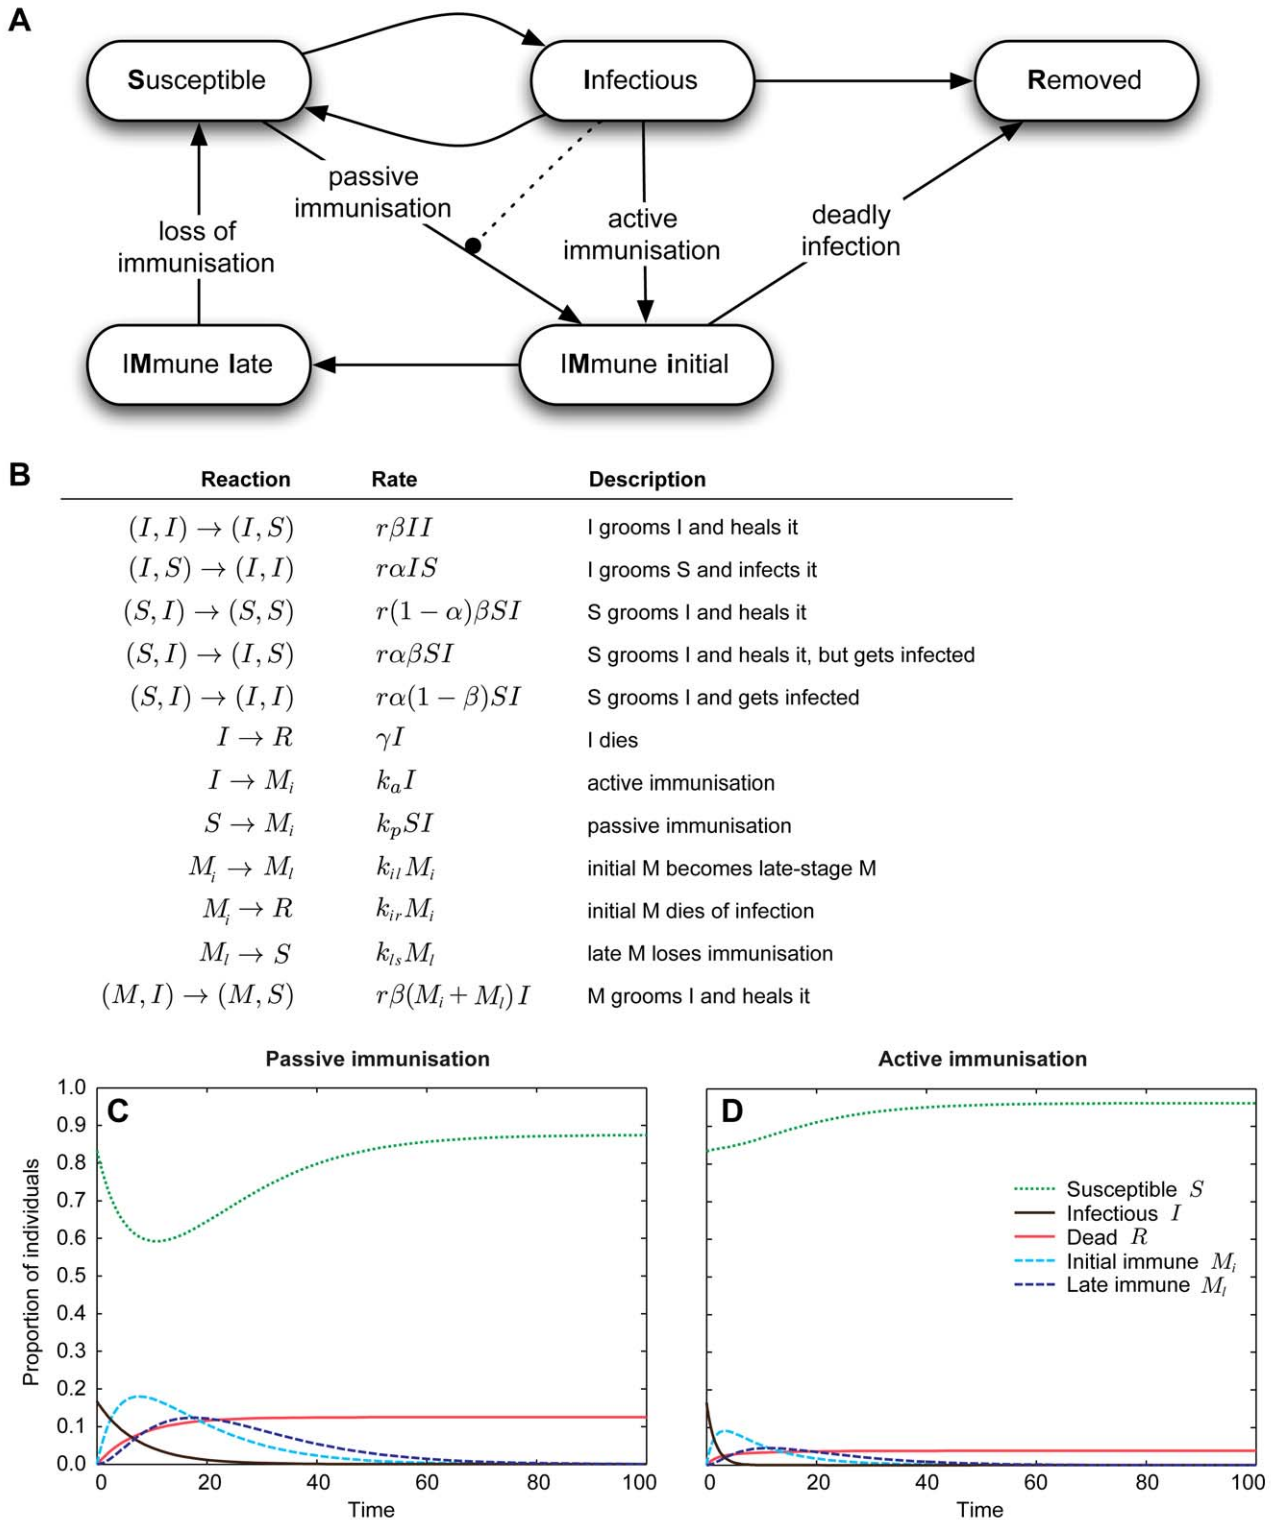 A
Susceptible
Infectious
Removed
passive
immunisation
loss of
immunisation
active
immunisation
deadly
infection
IMmune late
IMmune initial
B
Reaction Rate Description
(I, I) → (I, S) rβII I grooms I and heals it
(I, S) → (I, I) rαIS I grooms S and infects it
(S, I) → (S, S) r(1 − α)βSI S grooms I and heals it
(S, I) → (I, S) rαβSI S grooms I and heals it, but gets infected
(S, I) → (I, I) rα(1 − β)SI S grooms I and gets infected
I → R γI I dies
I → Mᵢ kₐI active immunisation
S → Mᵢ kₚSI passive immunisation
Mᵢ → Mₗ kᵢₗMᵢ initial M becomes late-stage M
Mᵢ → R kᵢᵣMᵢ initial M dies of infection
Mₗ → S kₗₛMₗ late M loses immunisation
(M, I) → (M, S) rβ(Mᵢ + Mₗ)I M grooms I and heals it
Passive immunisation
C
1.0
0.9
0.8
0.7
0.6
0.5
0.4
0.3
0.2
0.1
0.0
Proportion of individuals
0 20 40 60 80 100
Time
Active immunisation
D
Susceptible S
Infectious I
Dead R
Initial immune Mᵢ
Late immune Mₗ
0 20 40 60 80 100
Time